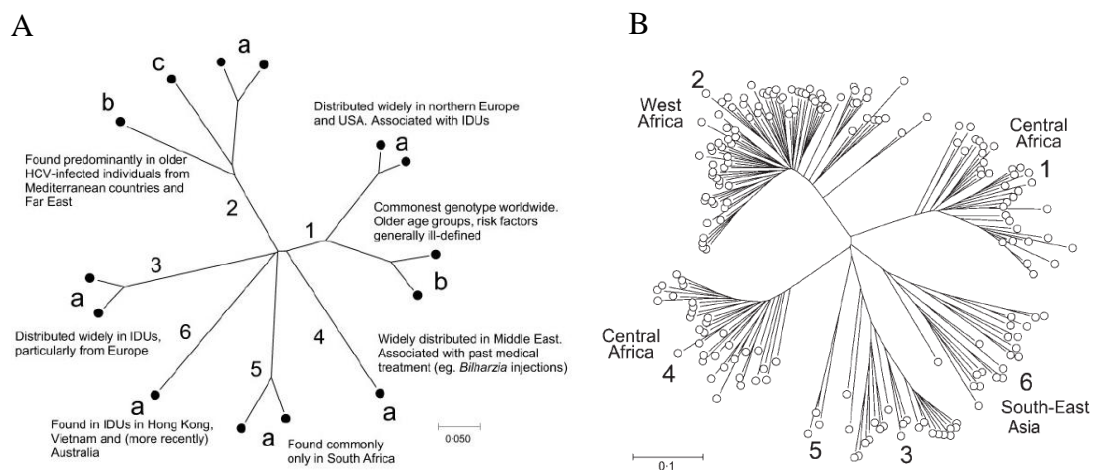 A
B
a
c
b
Distributed widely in northern Europe
and USA. Associated with IDUs
a
Found predominantly in older
HCV-infected individuals from
Mediterranean countries and
Far East
2
1
Commonest genotype worldwide.
Older age groups, risk factors
generally ill-defined
b
3
a
Distributed widely in IDUs,
particularly from Europe
6
a
Found in IDUs in Hong Kong,
Vietnam and (more recently)
Australia
5
a
Found commonly
only in South Africa
4
Widely distributed in Middle East.
Associated with past medical
treatment (eg. Bilharzia injections)
a
0·050
2
West
Africa
Central
Africa
1
Central
Africa
4
5
3
6
South-East
Asia
0·1